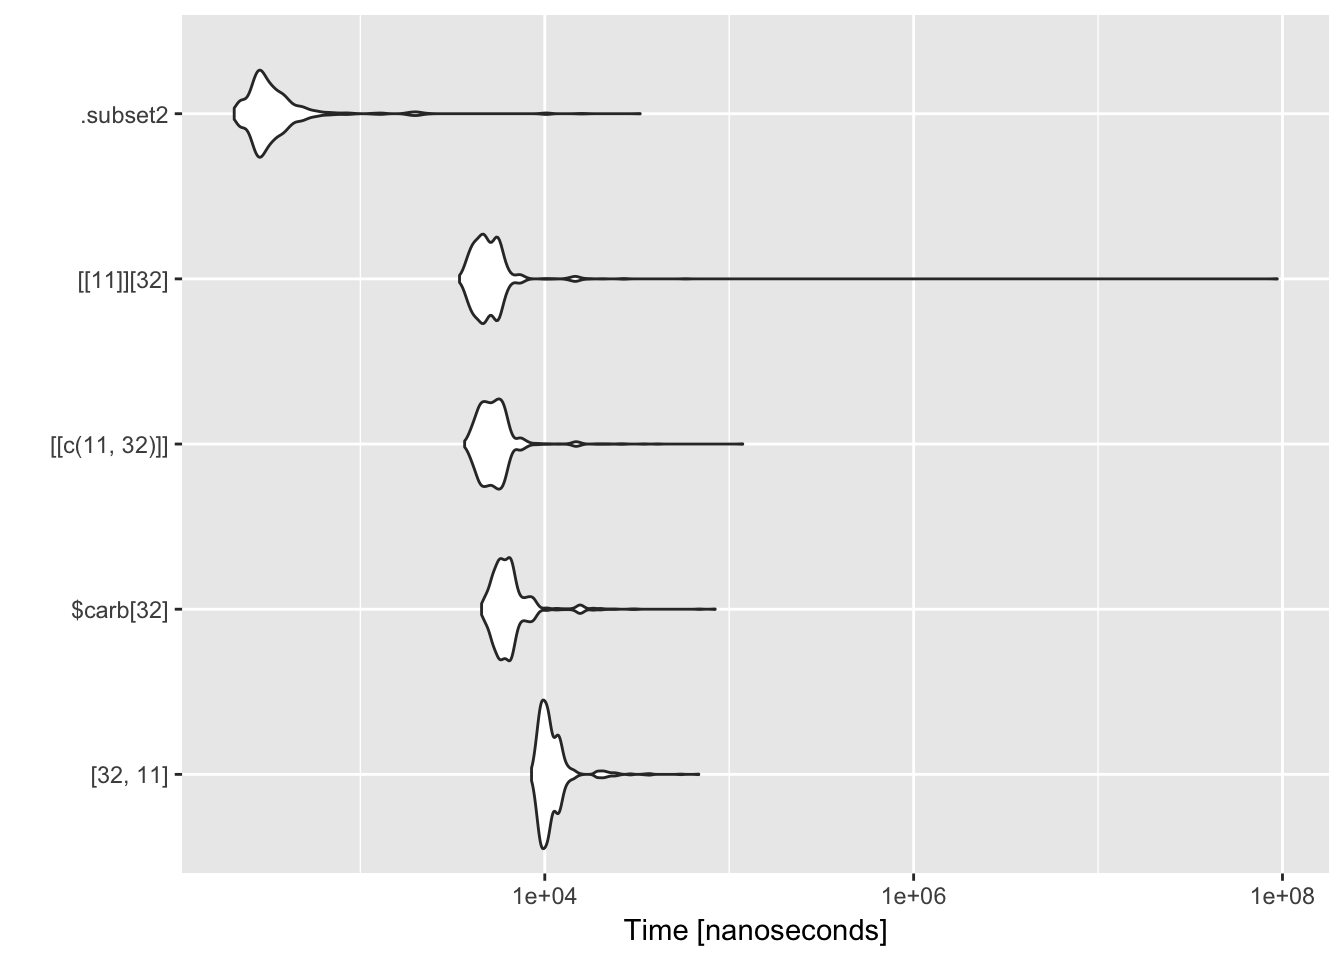 .subset2
[[11]][32]
[[c(11, 32)]]
$carb[32]
[32, 11]
1e+04 1e+06 1e+08
Time [nanoseconds]